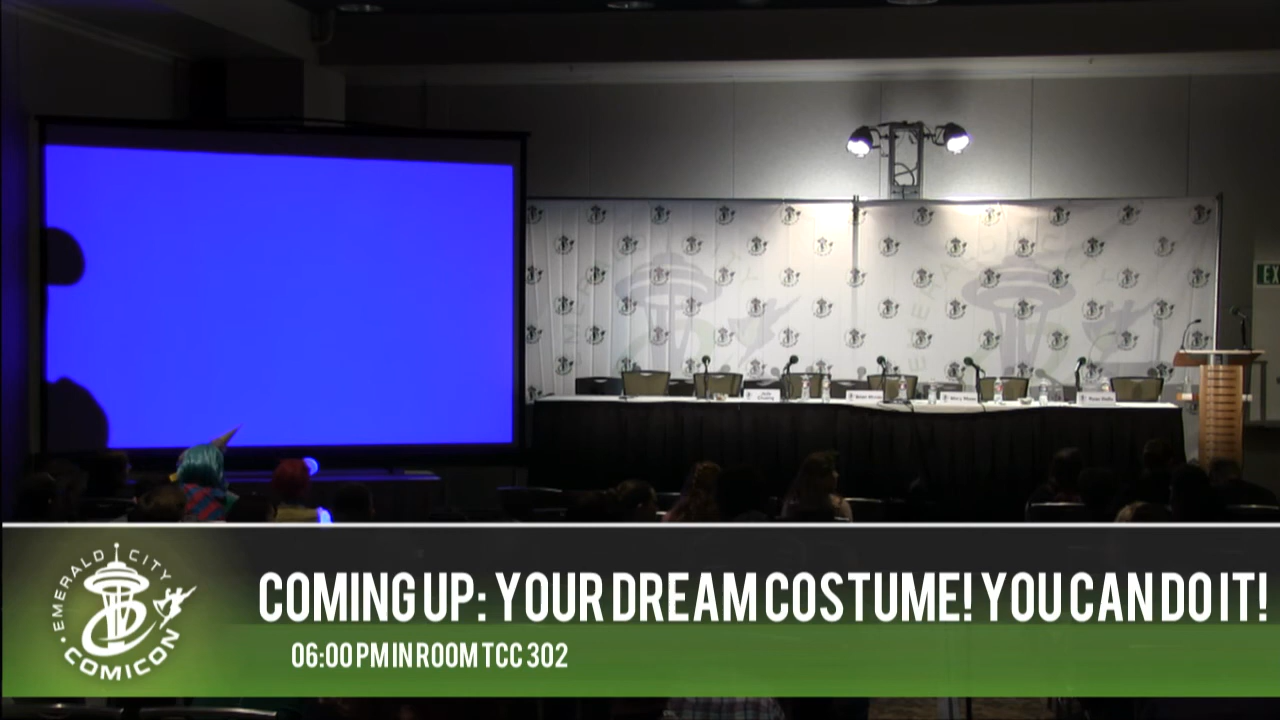 EX
EMERALD CITY
COMICON
COMING UP: YOUR DREAM COSTUME! YOU CAN DO IT!
06:00 PM IN ROOM TCC 302